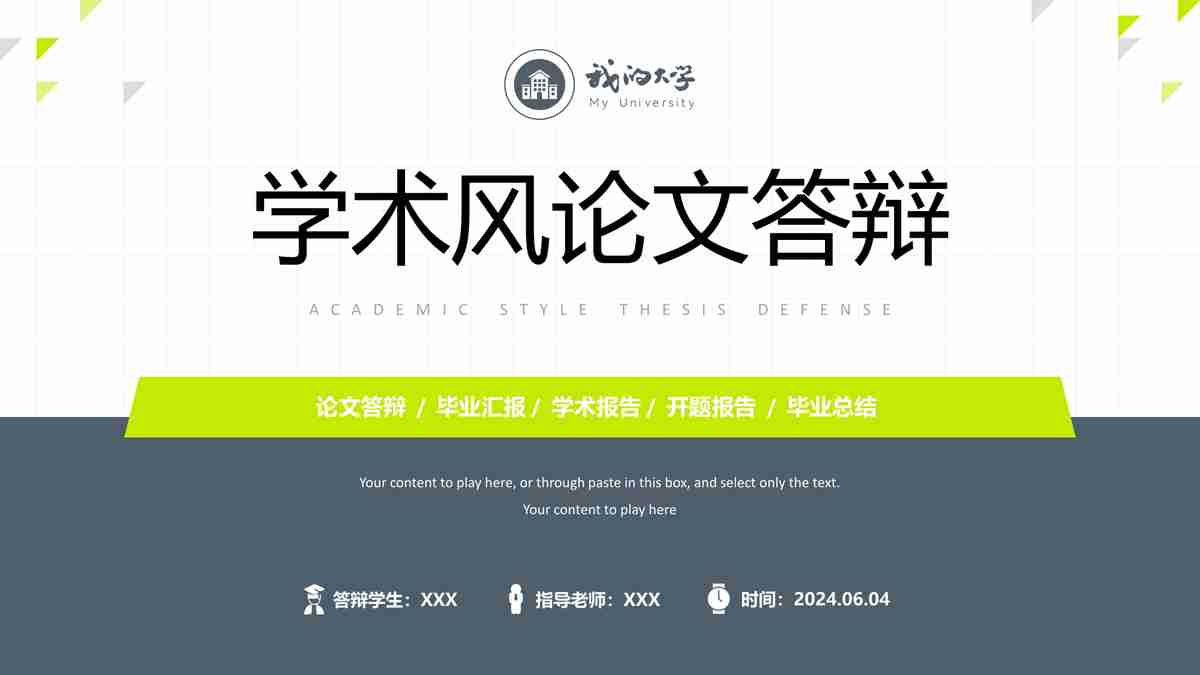 我的大学
My University
学术风论文答辩
ACADEMIC STYLE THESIS DEFENSE
论文答辩 / 毕业汇报 / 学术报告 / 开题报告 / 毕业总结
Your content to play here, or through paste in this box, and select only the text.
Your content to play here
答辩学生：XXX 指导老师：XXX 时间：2024.06.04